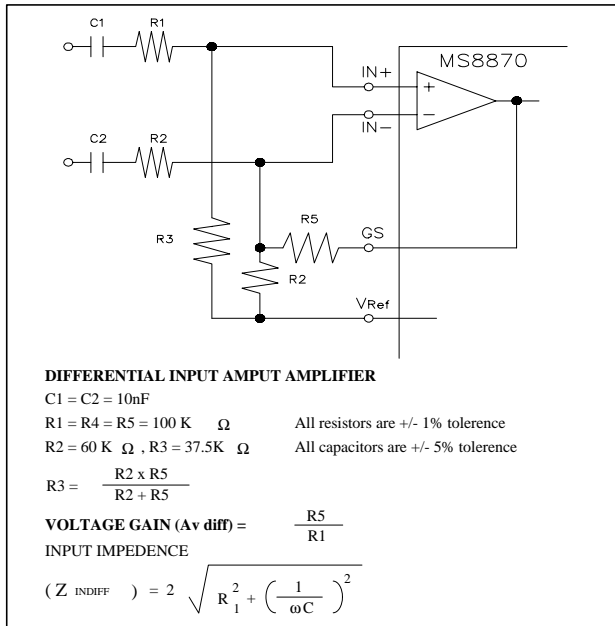 C1 R1
MS8870
IN+
+
C2 R2
IN-
−
R5 GS
R3
R2
VRef
DIFFERENTIAL INPUT AMPUT AMPLIFIER
C1 = C2 = 10nF
R1 = R4 = R5 = 100 K Ω All resistors are +/- 1% tolerence
R2 = 60 K Ω , R3 = 37.5K Ω All capacitors are +/- 5% tolerence
R3 = R2 x R5 / R2 + R5
VOLTAGE GAIN (Av diff) = R5 / R1
INPUT IMPEDENCE
( Z INDIFF ) = 2 √ R 1 2 + ( 1 / ωC ) 2